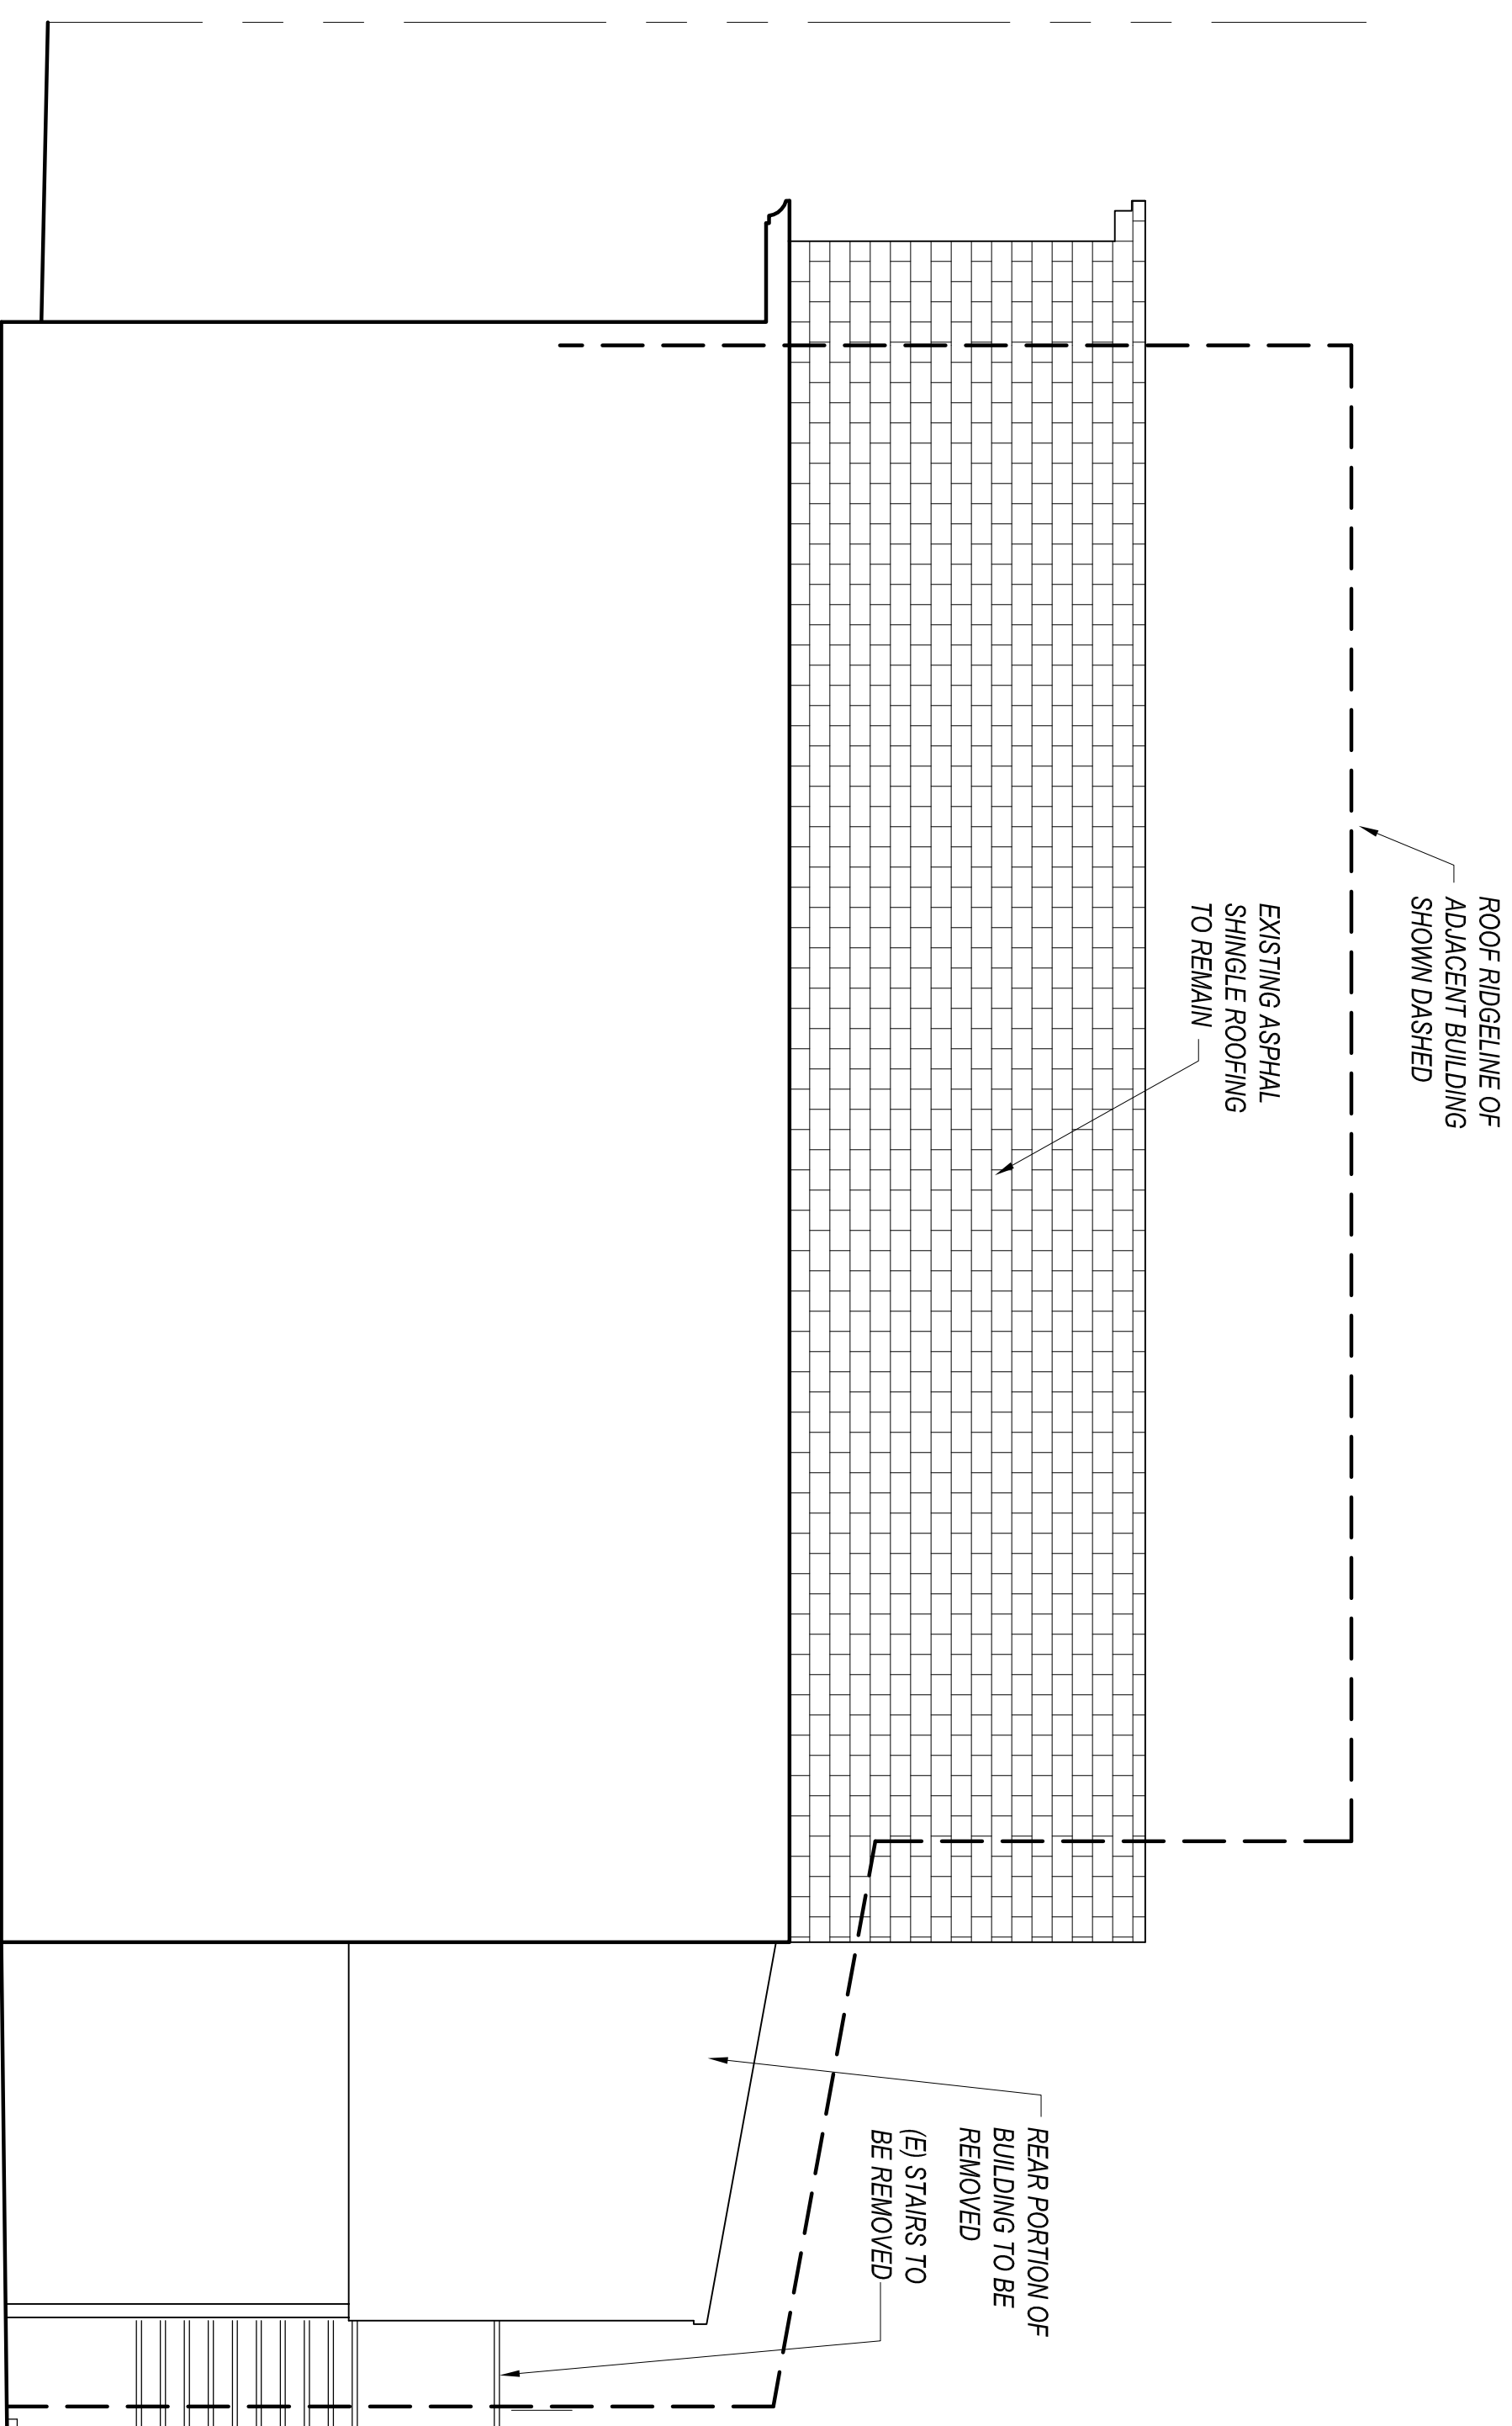 ROOF RIDGELINE OF
ADJACENT BUILDING
SHOWN DASHED
EXISTING ASPHAL
SHINGLE ROOFING
TO REMAIN
REAR PORTION OF
BUILDING TO BE
REMOVED
(E) STAIRS TO
BE REMOVED